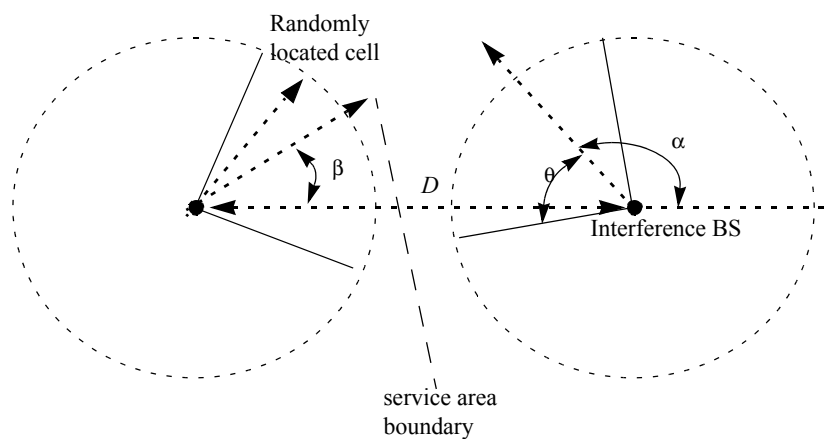 Randomly
located cell
α
θ
β
D
Interference BS
service area
boundary